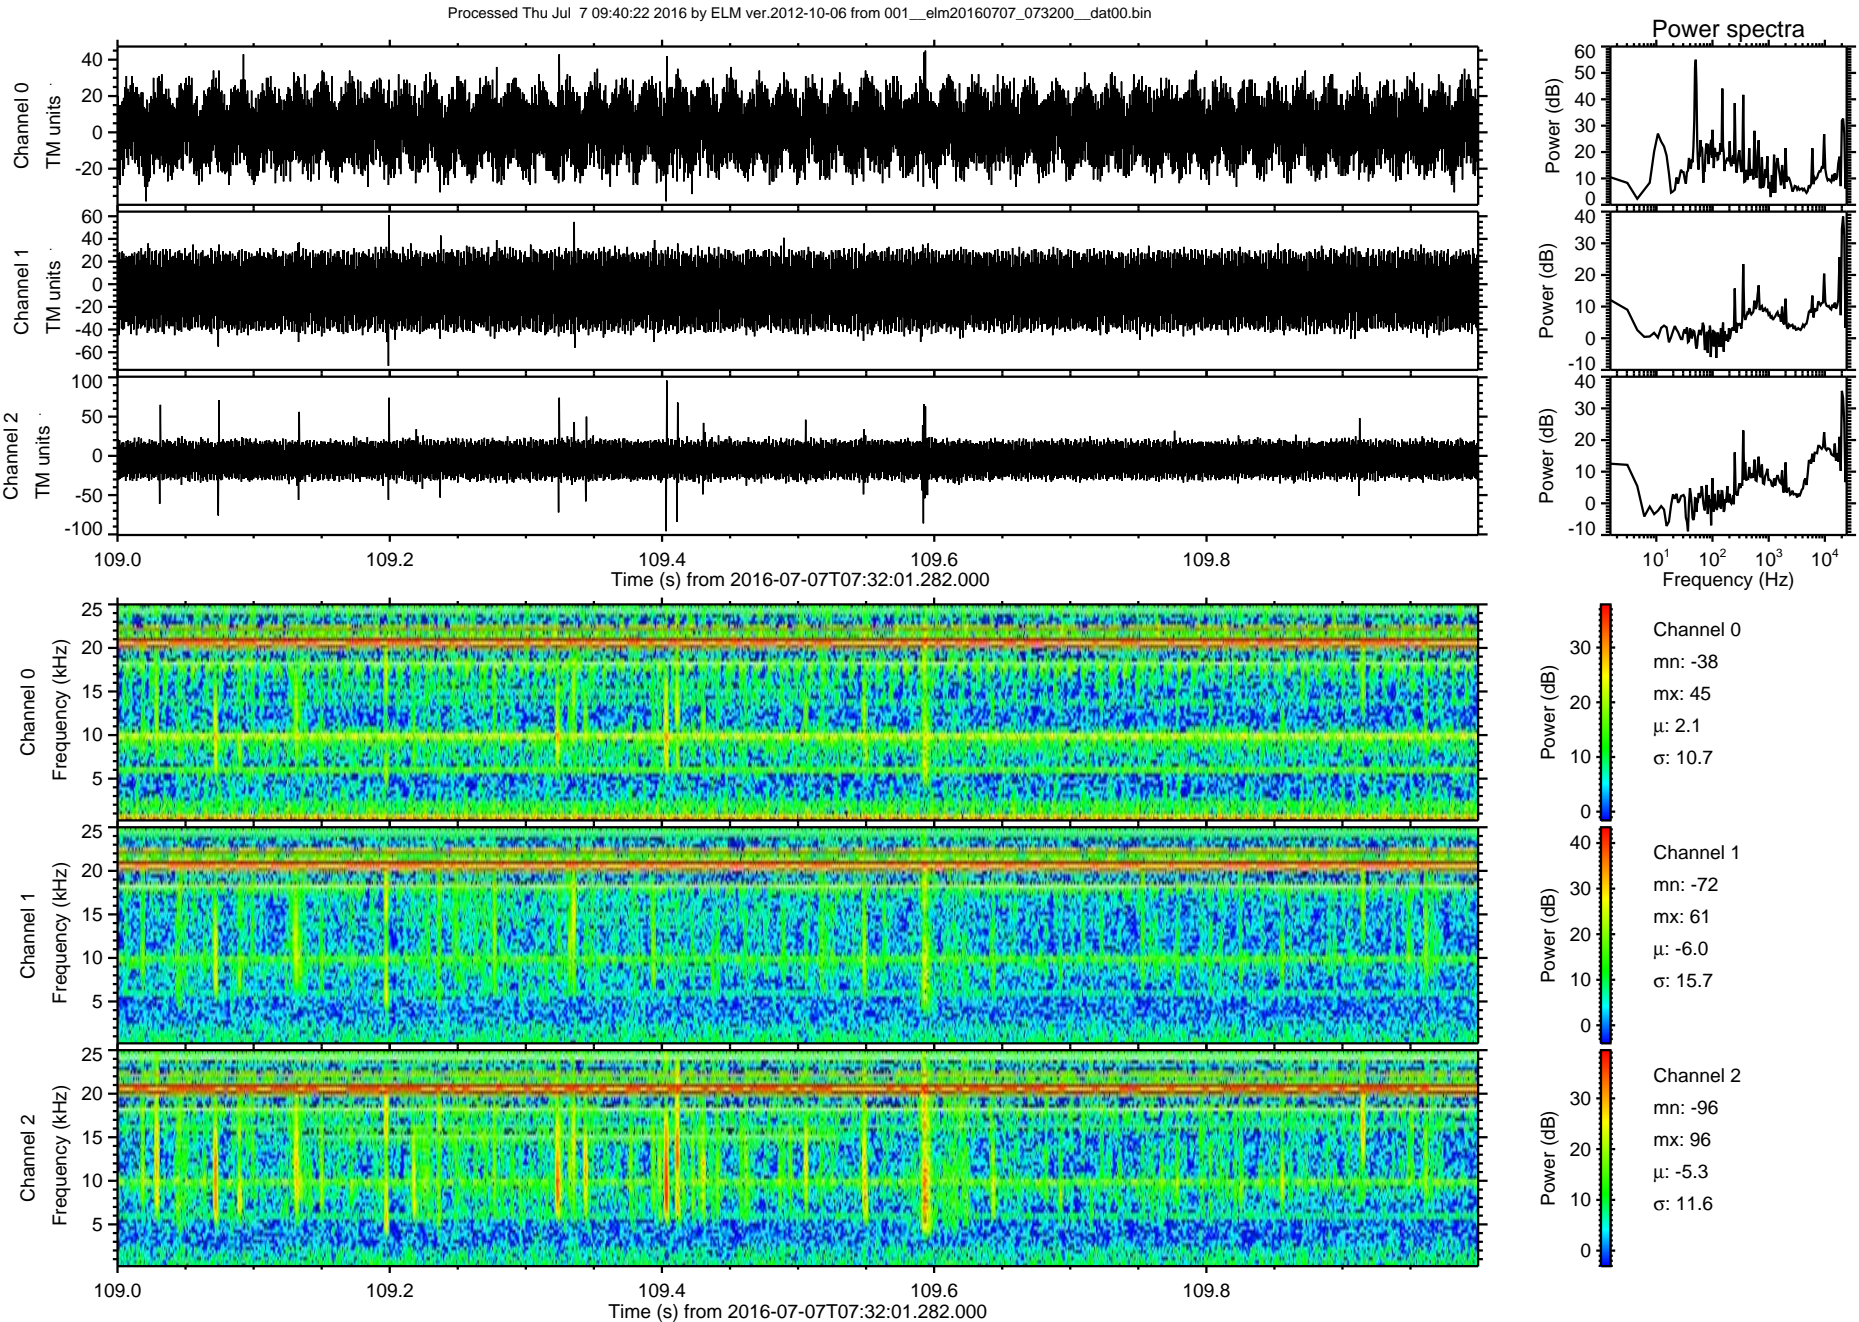 Processed Thu Jul  7 09:40:22 2016 by ELM ver.2012-10-06 from 001__elm20160707_073200__dat00.bin
Power spectra
Channel 0
TM units
40
20
0
-20
Power (dB)
60
50
40
30
20
10
0
Channel 1
TM units
60
40
20
0
-20
-40
-60
Power (dB)
40
30
20
10
0
-10
Channel 2
TM units
100
50
0
-50
-100
Power (dB)
40
30
20
10
0
-10
109.0 109.2 109.4 109.6 109.8
Time (s) from 2016-07-07T07:32:01.282.000
10^1 10^2 10^3 10^4
Frequency (Hz)
Channel 0
Frequency (kHz)
25
20
15
10
5
Power (dB)
30
20
10
0
Channel 0
mn: -38
mx: 45
μ: 2.1
σ: 10.7
Channel 1
Frequency (kHz)
25
20
15
10
5
Power (dB)
40
30
20
10
0
Channel 1
mn: -72
mx: 61
μ: -6.0
σ: 15.7
Channel 2
Frequency (kHz)
25
20
15
10
5
Power (dB)
30
20
10
0
Channel 2
mn: -96
mx: 96
μ: -5.3
σ: 11.6
109.0 109.2 109.4 109.6 109.8
Time (s) from 2016-07-07T07:32:01.282.000